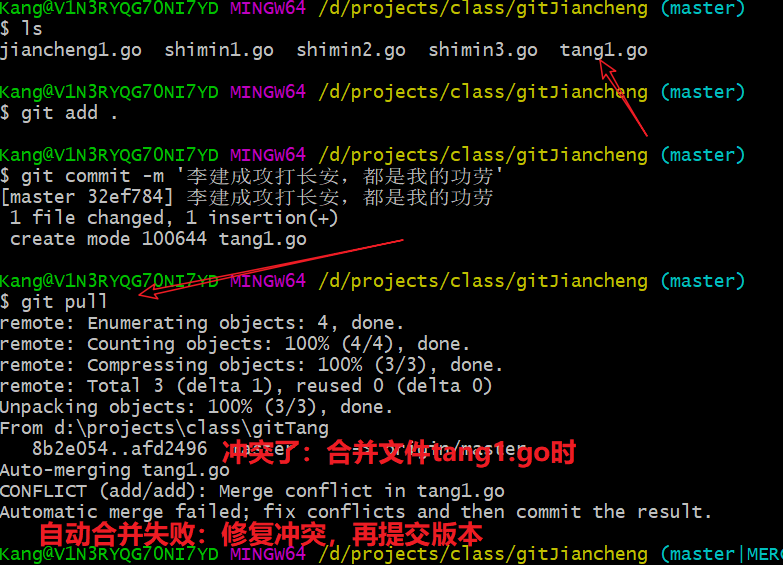 Kang@V1N3RYQG7ONI7YD MINGW64 /d/projects/class/gitJiancheng (master)
$ ls
jiancheng1.go  shimin1.go  shimin2.go  shimin3.go  tang1.go
Kang@V1N3RYQG7ONI7YD MINGW64 /d/projects/class/gitJiancheng (master)
$ git add .
Kang@V1N3RYQG7ONI7YD MINGW64 /d/projects/class/gitJiancheng (master)
$ git commit -m '李建成攻打长安，都是我的功劳'
[master 32ef784] 李建成攻打长安，都是我的功劳
 1 file changed, 1 insertion(+)
 create mode 100644 tang1.go
Kang@V1N3RYQG7ONI7YD MINGW64 /d/projects/class/gitJiancheng (master)
$ git pull
remote: Enumerating objects: 4, done.
remote: Counting objects: 100% (4/4), done.
remote: Compressing objects: 100% (3/3), done.
remote: Total 3 (delta 1), reused 0 (delta 0)
Unpacking objects: 100% (3/3), done.
From d:\projects\class\gitTang
   8b2e054..afd2496  master     -> origin/master
冲突了：合并文件tang1.go时
Auto-merging tang1.go
CONFLICT (add/add): Merge conflict in tang1.go
Automatic merge failed; fix conflicts and then commit the result.
自动合并失败：修复冲突，再提交版本
Kang@V1N3RYQG7ONI7YD MINGW64 /d/projects/class/gitJiancheng (master|MERG